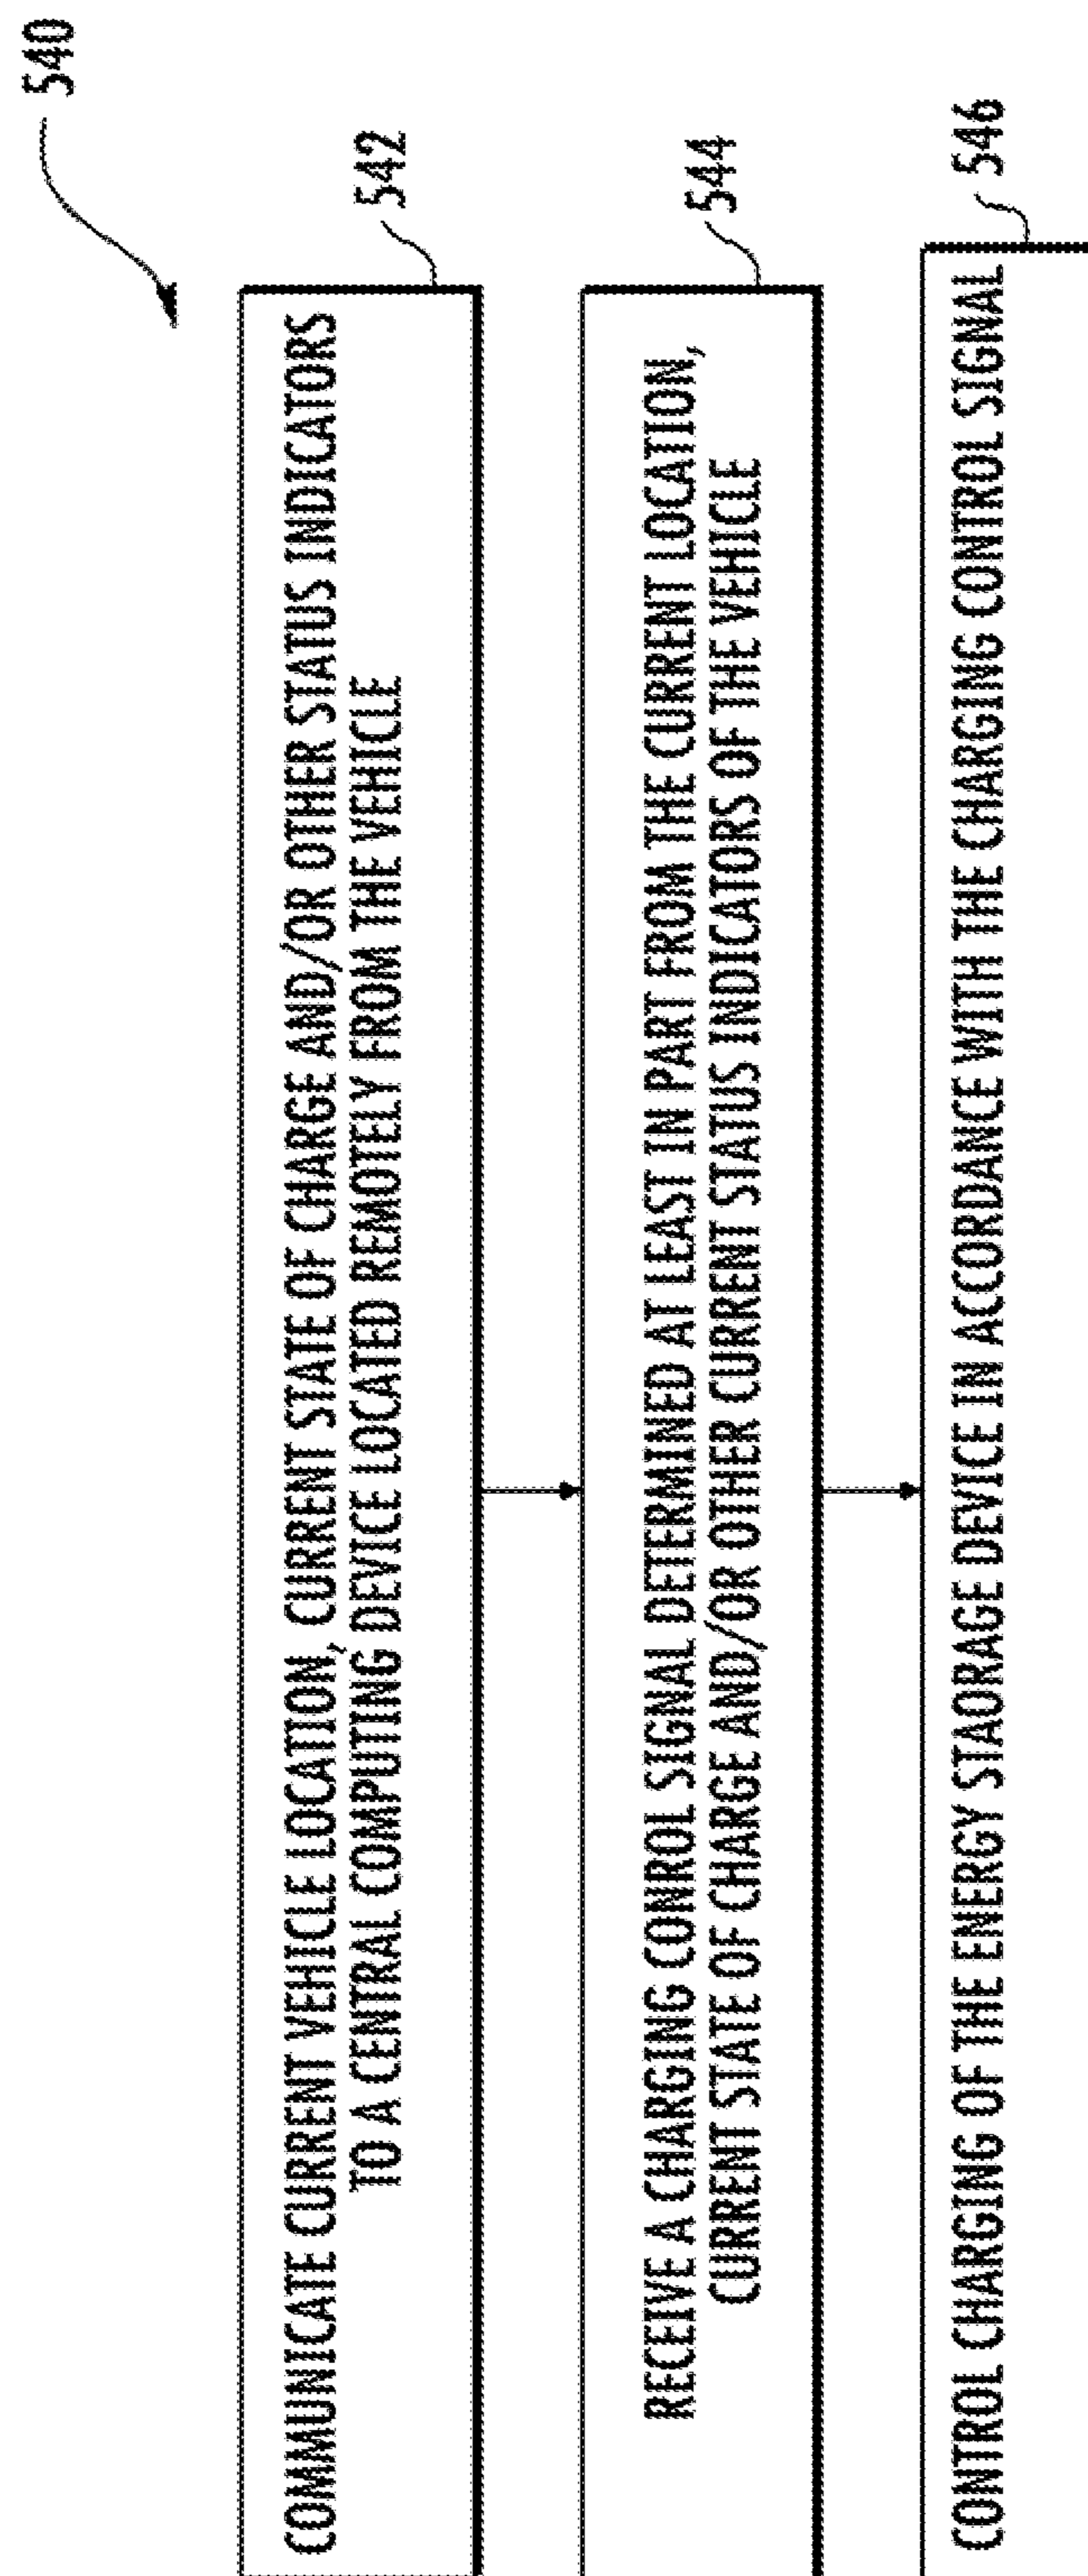 540
COMMUNICATE CURRENT VEHICLE LOCATION, CURRENT STATE OF CHARGE AND/OR OTHER STATUS INDICATORS
TO A CENTRAL COMPUTING DEVICE LOCATED REMOTELY FROM THE VEHICLE
542
RECEIVE A CHARGING CONROL SIGNAL DETERMINED AT LEAST IN PART FROM THE CURRENT LOCATION,
CURRENT STATE OF CHARGE AND/OR OTHER CURRENT STATUS INDICATORS OF THE VEHICLE
544
CONTROL CHARGING OF THE ENERGY STAORAGE DEVICE IN ACCORDANCE WITH THE CHARGING CONTROL SIGNAL
546